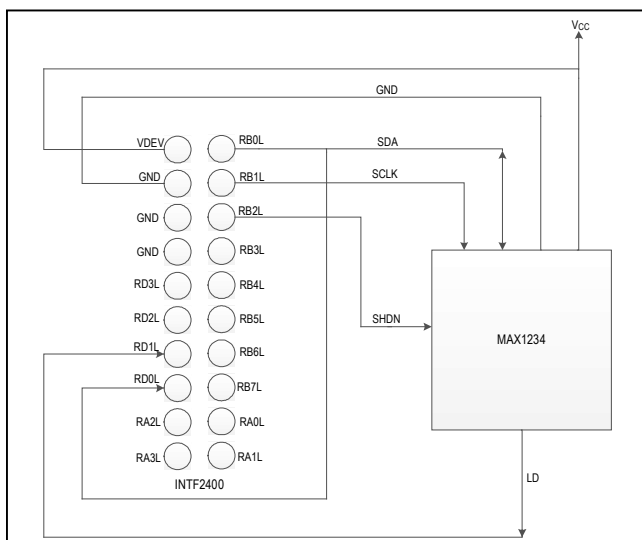 VCC
GND
VDEV RB0L SDA
GND RB1L SCLK
GND RB2L
GND RB3L
RD3L RB4L
RD2L RB5L SHDN
MAX1234
RD1L RB6L
RD0L RB7L
RA2L RA0L
RA3L RA1L
INTF2400
LD